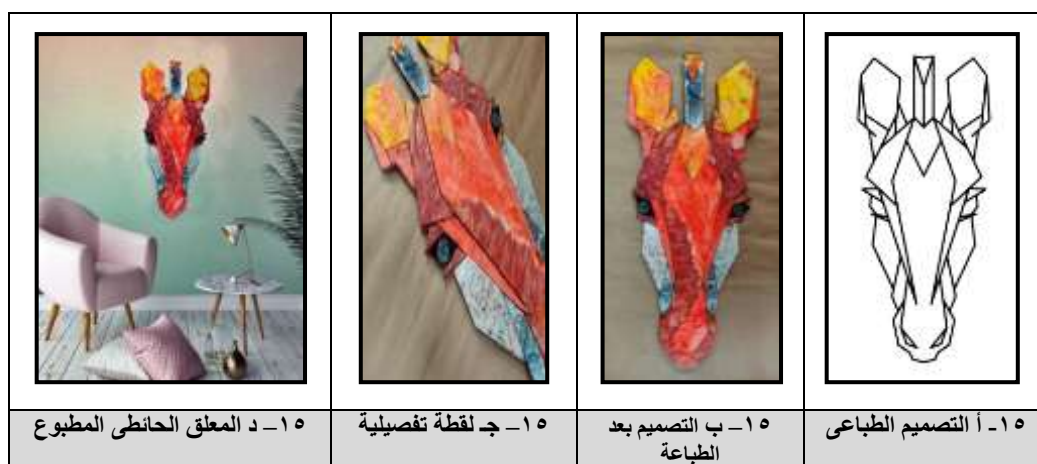 ١٥ـ أ التصميم الطباعى
١٥– ب التصميم بعد
الطباعة
١٥– جـ لقطة تفصيلية
١٥– د المعلق الحائطى المطبوع